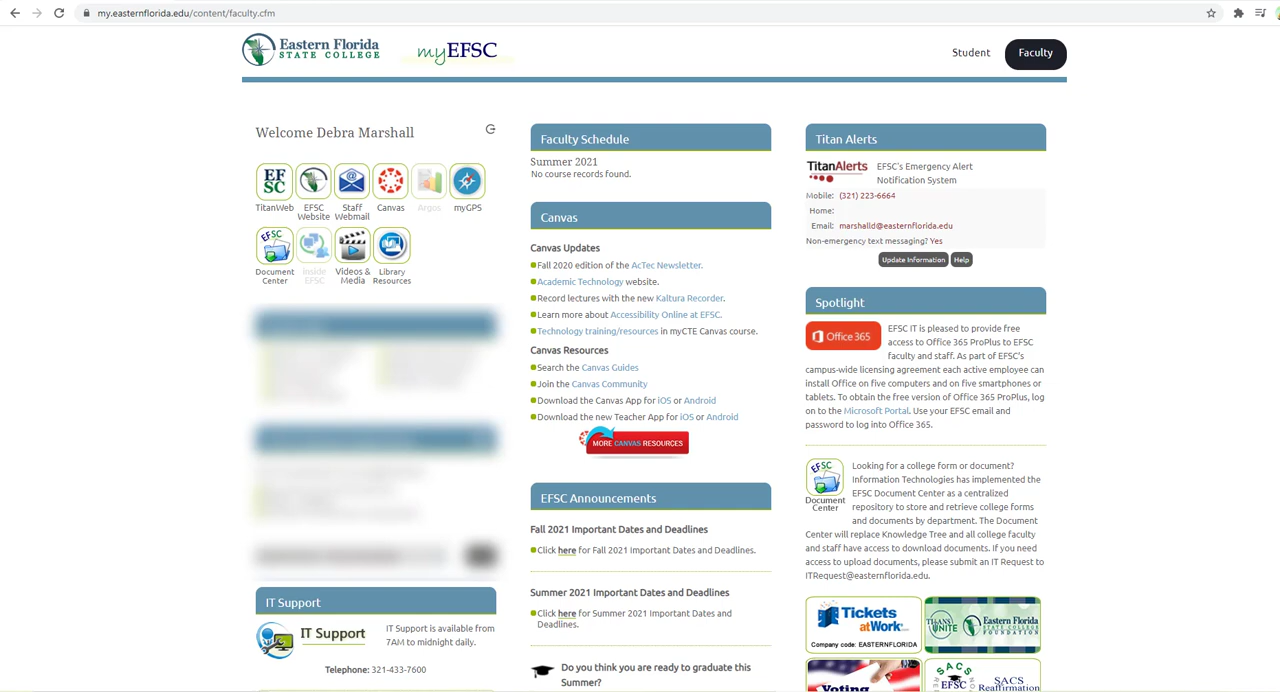 my.easternflorida.edu/content/faculty.cfm
Eastern Florida
STATE COLLEGE
myEFSC
Student
Faculty
Welcome Debra Marshall
EF
SC
TitanWeb
EFSC
Website
Staff
Webmail
Canvas
Argos
myGPS
EFSC
Document
Center
Inside
EFSC
Videos &
Media
Library
Resources
IT Support
IT Support
IT Support is available from
7AM to midnight daily.
Telephone: 321-433-7600
Faculty Schedule
Summer 2021
No course records found.
Canvas
Canvas Updates
Fall 2020 edition of the AcTec Newsletter.
Academic Technology website.
Record lectures with the new Kaltura Recorder.
Learn more about Accessibility Online at EFSC.
Technology training/resources in myCTE Canvas course.
Canvas Resources
Search the Canvas Guides
Join the Canvas Community
Download the Canvas App for iOS or Android
Download the new Teacher App for iOS or Android
MORE CANVAS RESOURCES
EFSC Announcements
Fall 2021 Important Dates and Deadlines
Click here for Fall 2021 Important Dates and Deadlines.
Summer 2021 Important Dates and Deadlines
Click here for Summer 2021 Important Dates and
Deadlines.
Do you think you are ready to graduate this
Summer?
Titan Alerts
TitanAlerts
EFSC's Emergency Alert
Notification System
Mobile: (321) 223-6664
Home:
Email: marshalld@easternflorida.edu
Non-emergency text messaging? Yes
Update Information
Help
Spotlight
Office 365
EFSC IT is pleased to provide free
access to Office 365 ProPlus to EFSC
faculty and staff. As part of EFSC's
campus-wide licensing agreement each active employee can
install Office on five computers and on five smartphones or
tablets. To obtain the free version of Office 365 ProPlus, log
on to the Microsoft Portal. Use your EFSC email and
password to log into Office 365.
EFSC
Document
Center
Looking for a college form or document?
Information Technologies has implemented the
EFSC Document Center as a centralized
repository to store and retrieve college forms
and documents by department. The Document
Center will replace Knowledge Tree and all college faculty
and staff have access to download documents. If you need
access to upload documents, please submit an IT Request to
ITRequest@easternflorida.edu.
Tickets
atWork
Company code: EASTERNFLORIDA
TITANS
UNITE
Eastern Florida
STATE COLLEGE
FOUNDATION
Voting
SACS
EFSC
SACS
Reaffirmation